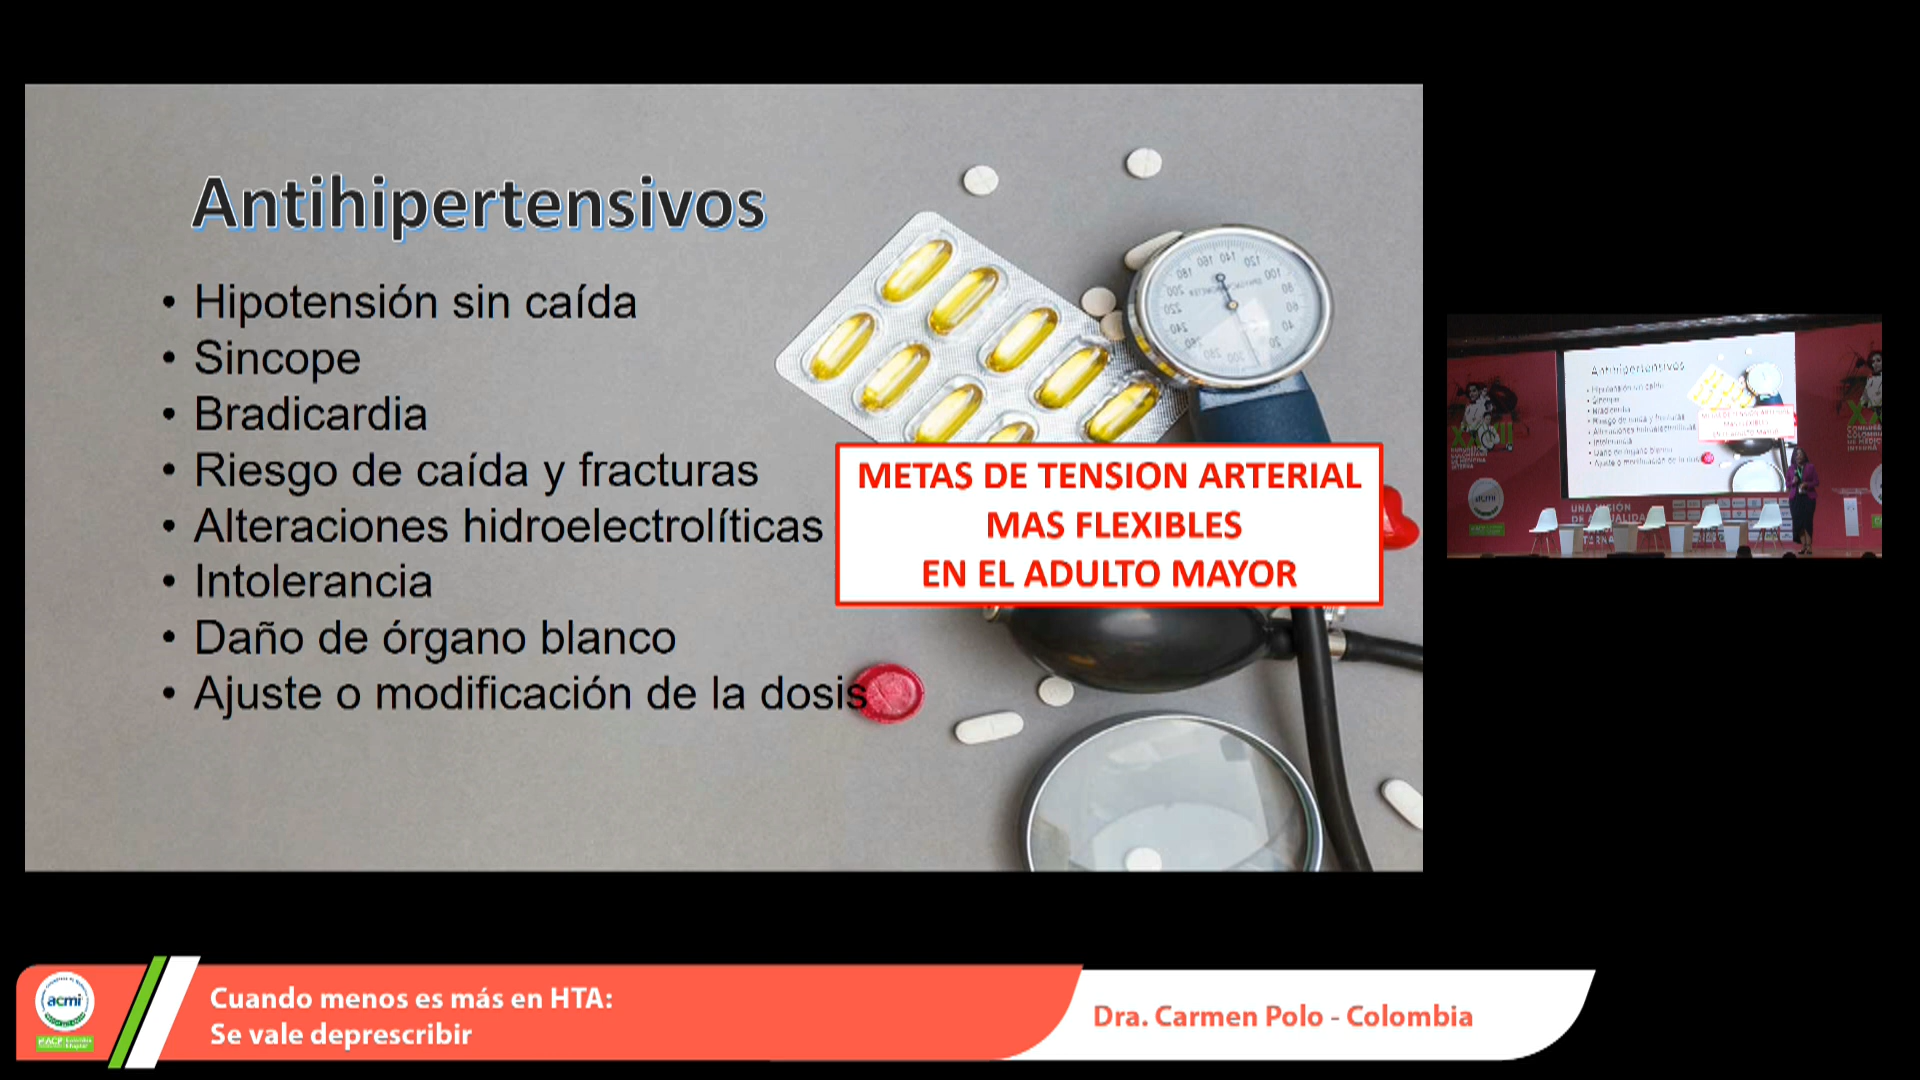 Antihipertensivos
• Hipotensión sin caída
• Sincope
• Bradicardia
• Riesgo de caída y fracturas
• Alteraciones hidroelectrolíticas
• Intolerancia
• Daño de órgano blanco
• Ajuste o modificación de la dosis
METAS DE TENSION ARTERIAL
MAS FLEXIBLES
EN EL ADULTO MAYOR
Antihipertensivos
acmi
Cuando menos es más en HTA:
Se vale deprescribir
Dra. Carmen Polo - Colombia